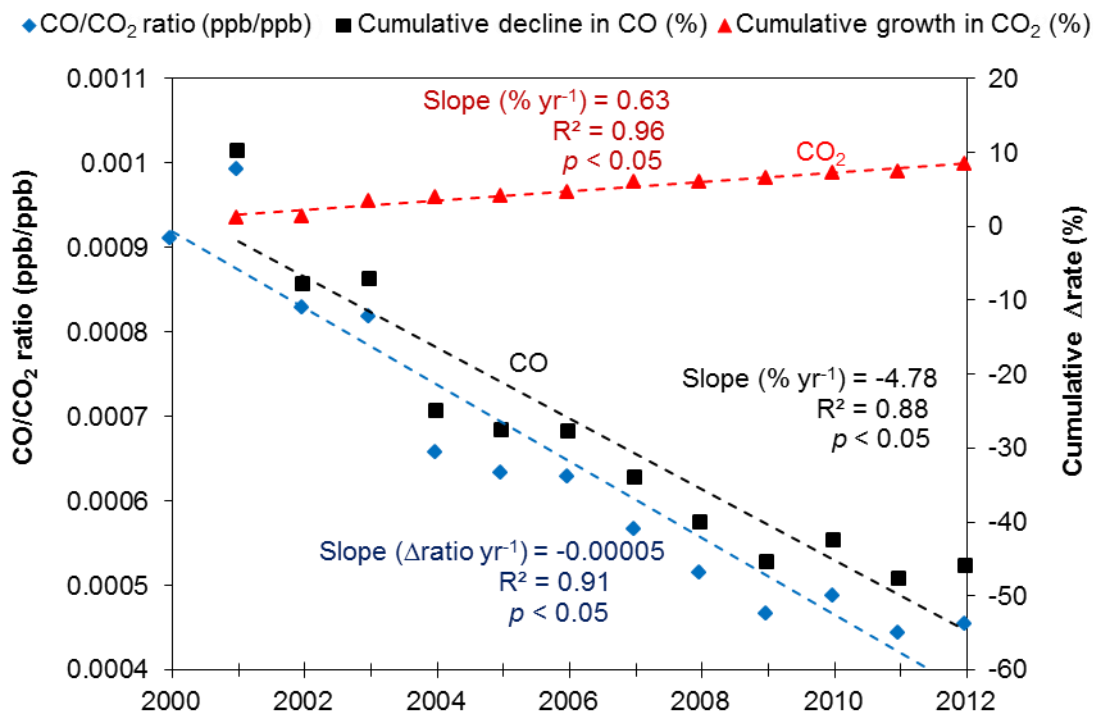 CO/CO₂ ratio (ppb/ppb) Cumulative decline in CO (%) Cumulative growth in CO₂ (%)
CO/CO₂ ratio (ppb/ppb)
0.0011
0.001
0.0009
0.0008
0.0007
0.0006
0.0005
0.0004
Slope (% yr⁻¹) = 0.63
R² = 0.96
p < 0.05
CO₂
CO
Slope (% yr⁻¹) = -4.78
R² = 0.88
p < 0.05
Slope (Δratio yr⁻¹) = -0.00005
R² = 0.91
p < 0.05
20
10
0
-10
-20
-30
-40
-50
-60
Cumulative Δrate (%)
2000 2002 2004 2006 2008 2010 2012